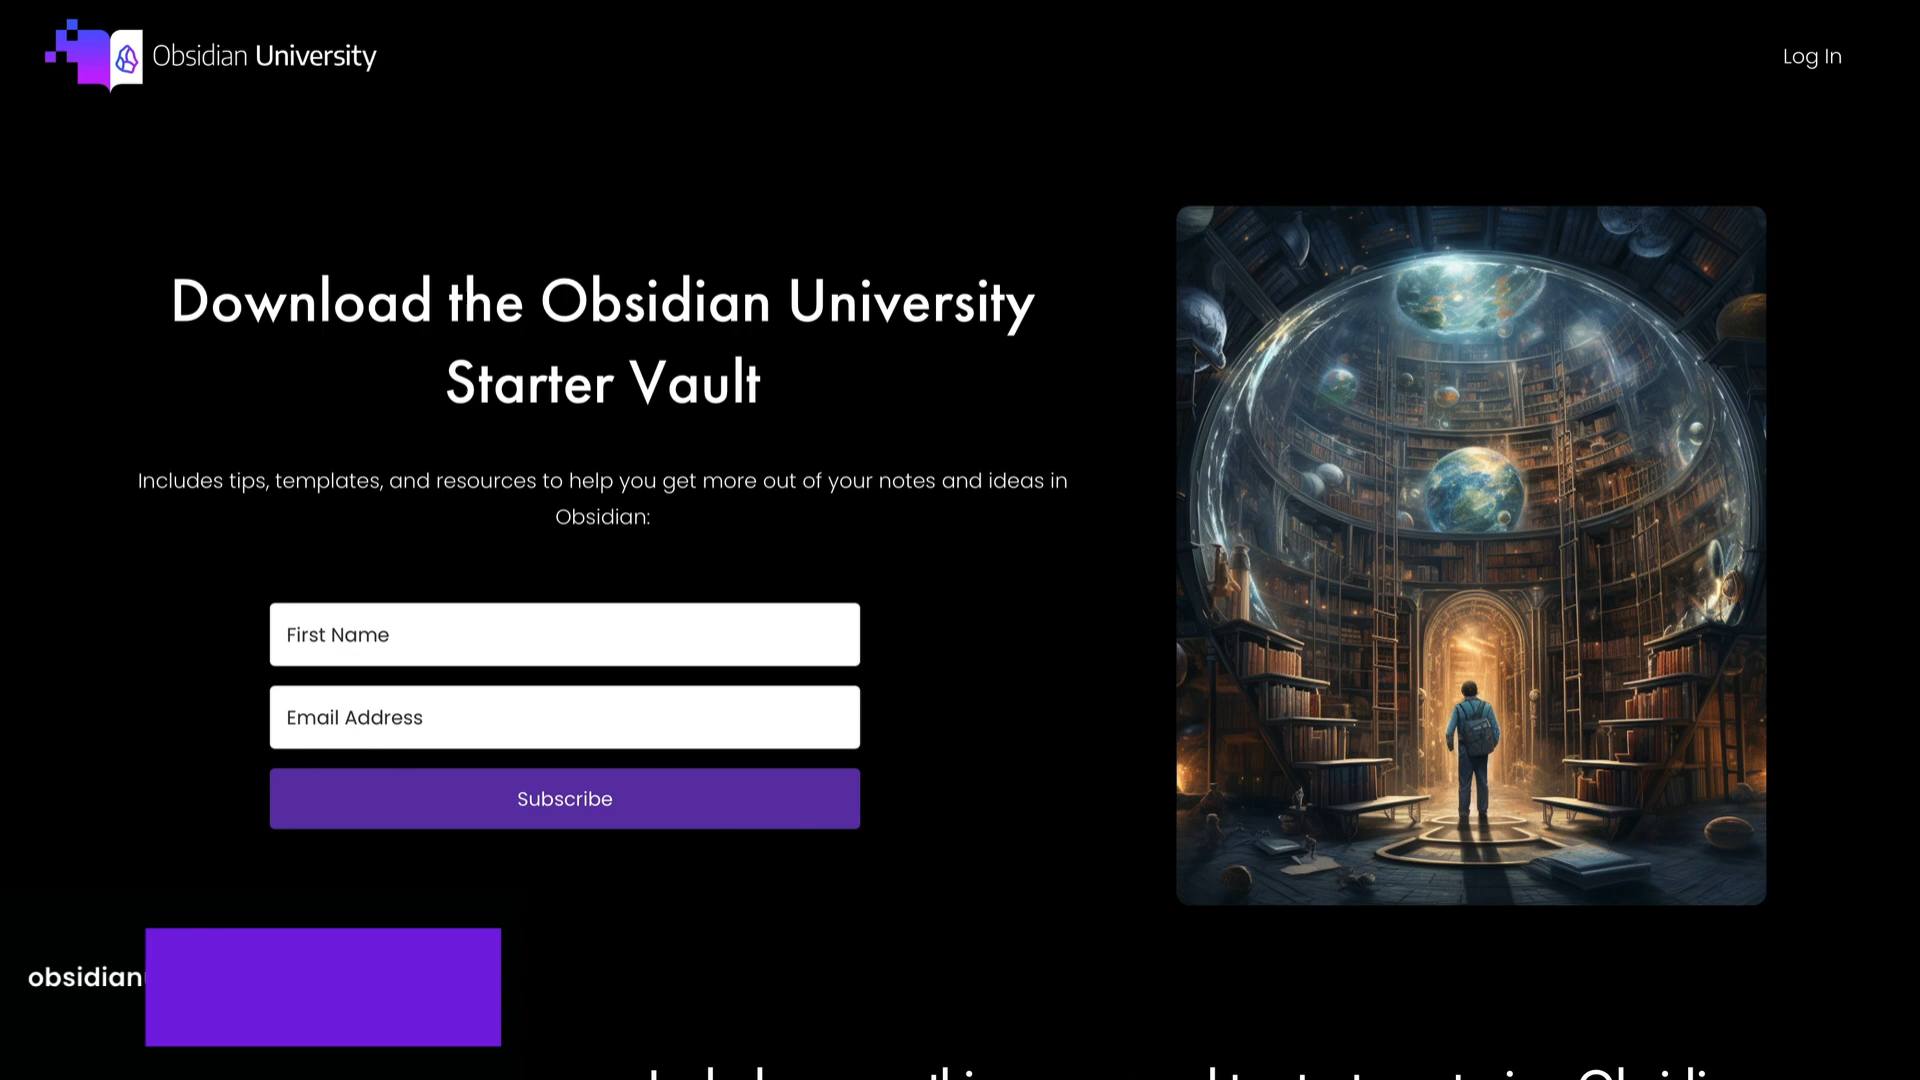 Obsidian University
Log In
Download the Obsidian University
Starter Vault
Includes tips, templates, and resources to help you get more out of your notes and ideas in
Obsidian:
First Name
Email Address
Subscribe
obsidian